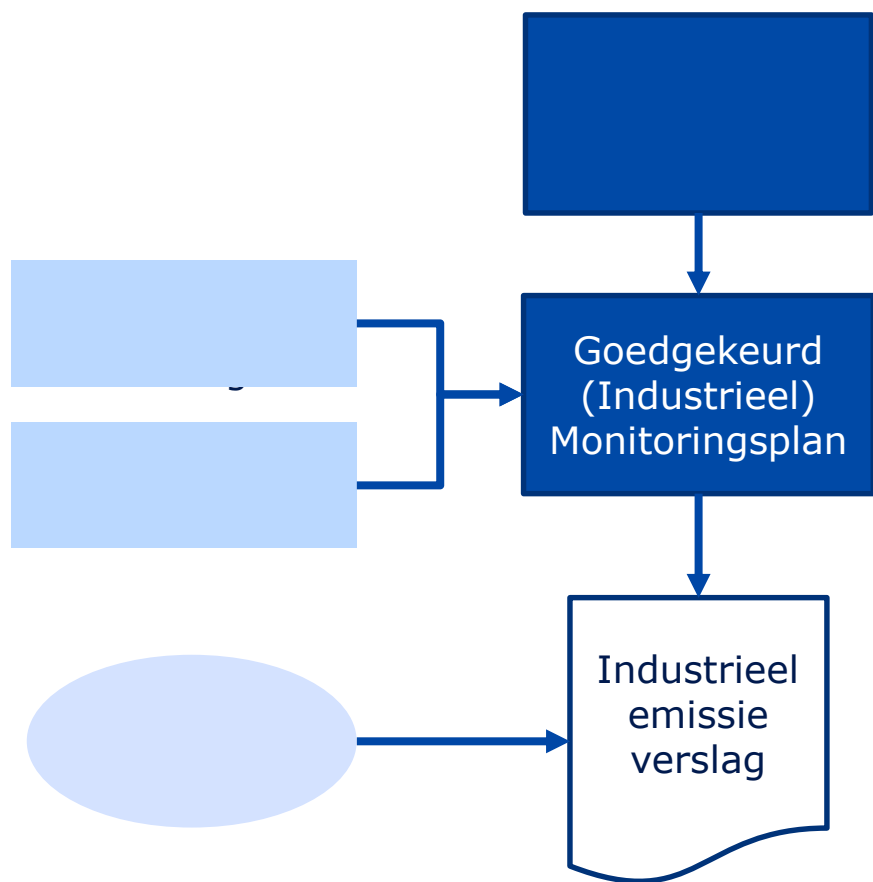 Goedgekeurd
(Industrieel)
Monitoringsplan
Industrieel
emissie
verslag